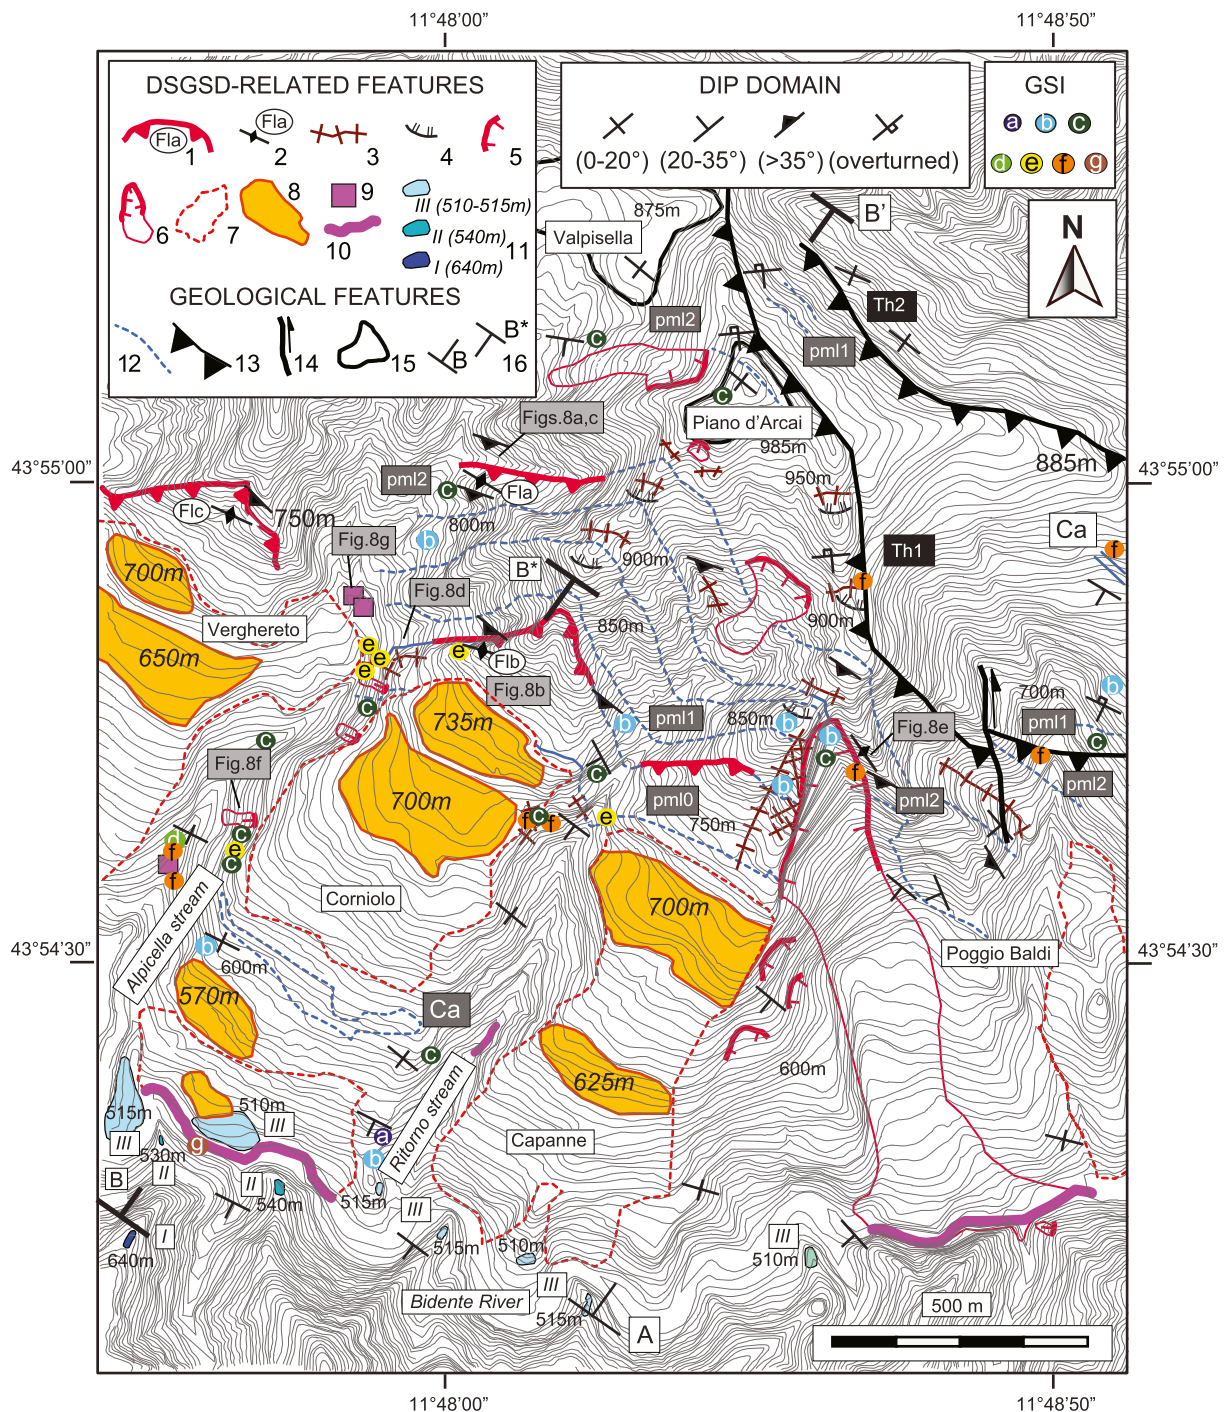 11°48'00"
11°48'50"
DSGSD-RELATED FEATURES
Fla
1
Fla
2
3
4
5
6
7
8
9
10
III (510-515m)
II (540m)
I (640m)
11
GEOLOGICAL FEATURES
12
13
14
15
B
B*
16
DIP DOMAIN
(0-20°)
(20-35°)
(>35°)
(overturned)
GSI
a
b
c
d
e
f
g
N
875m
Valpisella
B'
Th2
pml2
pml1
c
c
Piano d'Arcai
985m
Figs.8a,c
43°55'00"
43°55'00"
885m
950m
pml2
c
Fla
Flc
750m
800m
b
Fig.8g
900m
Ca
f
Th1
B*
700m
Fig.8d
f
900m
850m
Verghereto
650m
e
e
e
e
Flb
Fig.8b
c
b
700m
735m
b
pml1
850m
b
b
Fig.8e
pml1
c
c
Fig.8f
c
c
f
f
pml2
700m
b
pml0
pml2
750m
f
c
f
e
d
f
f
c
e
c
Corniolo
700m
Alpicella stream
43°54'30"
43°54'30"
b
600m
Poggio Baldi
570m
Ca
c
Ritorno stream
625m
600m
515m
510m
III
III
a
b
Capanne
g
530m
II
B
II
540m
515m
III
I
640m
515m
510m
III
510m
III
Bidente River
515m
A
500 m
11°48'00"
11°48'50"